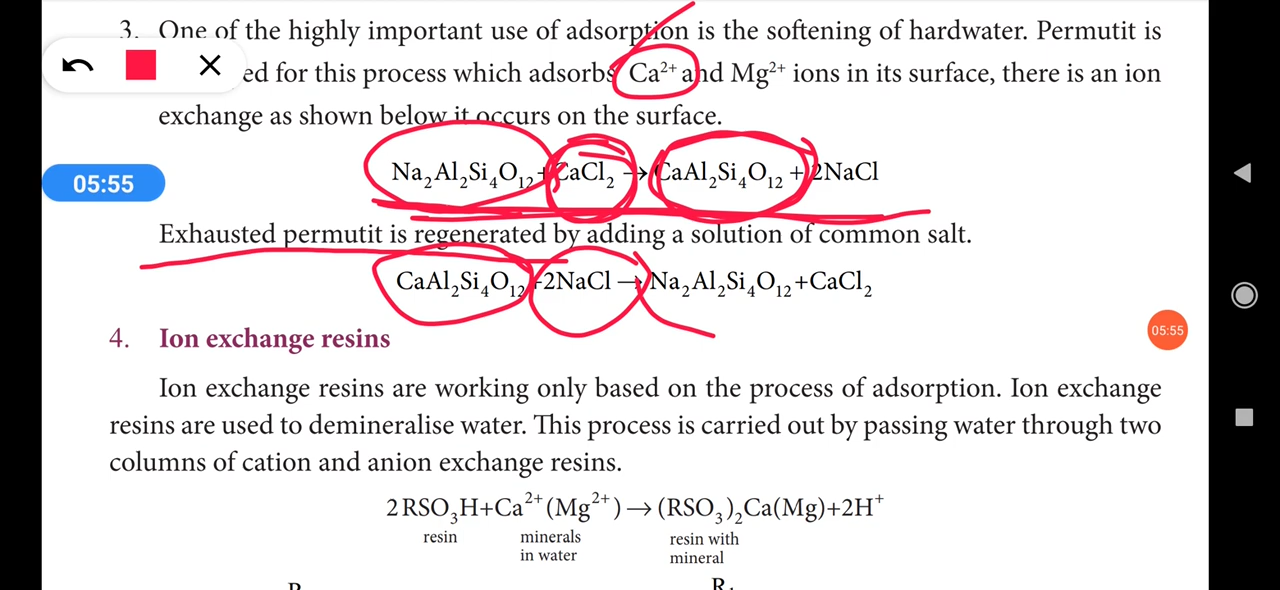 3. One of the highly important use of adsorption is the softening of hardwater. Permutit is
ed for this process which adsorbs Ca²⁺ and Mg²⁺ ions in its surface, there is an ion
exchange as shown below it occurs on the surface.
Na₂Al₂Si₄O₁₂+CaCl₂→CaAl₂Si₄O₁₂+2NaCl
05:55
Exhausted permutit is regenerated by adding a solution of common salt.
CaAl₂Si₄O₁₂+2NaCl→Na₂Al₂Si₄O₁₂+CaCl₂
05:55
4. Ion exchange resins
Ion exchange resins are working only based on the process of adsorption. Ion exchange
resins are used to demineralise water. This process is carried out by passing water through two
columns of cation and anion exchange resins.
2RSO₃H+Ca²⁺(Mg²⁺)→(RSO₃)₂Ca(Mg)+2H⁺
resin minerals resin with
in water mineral